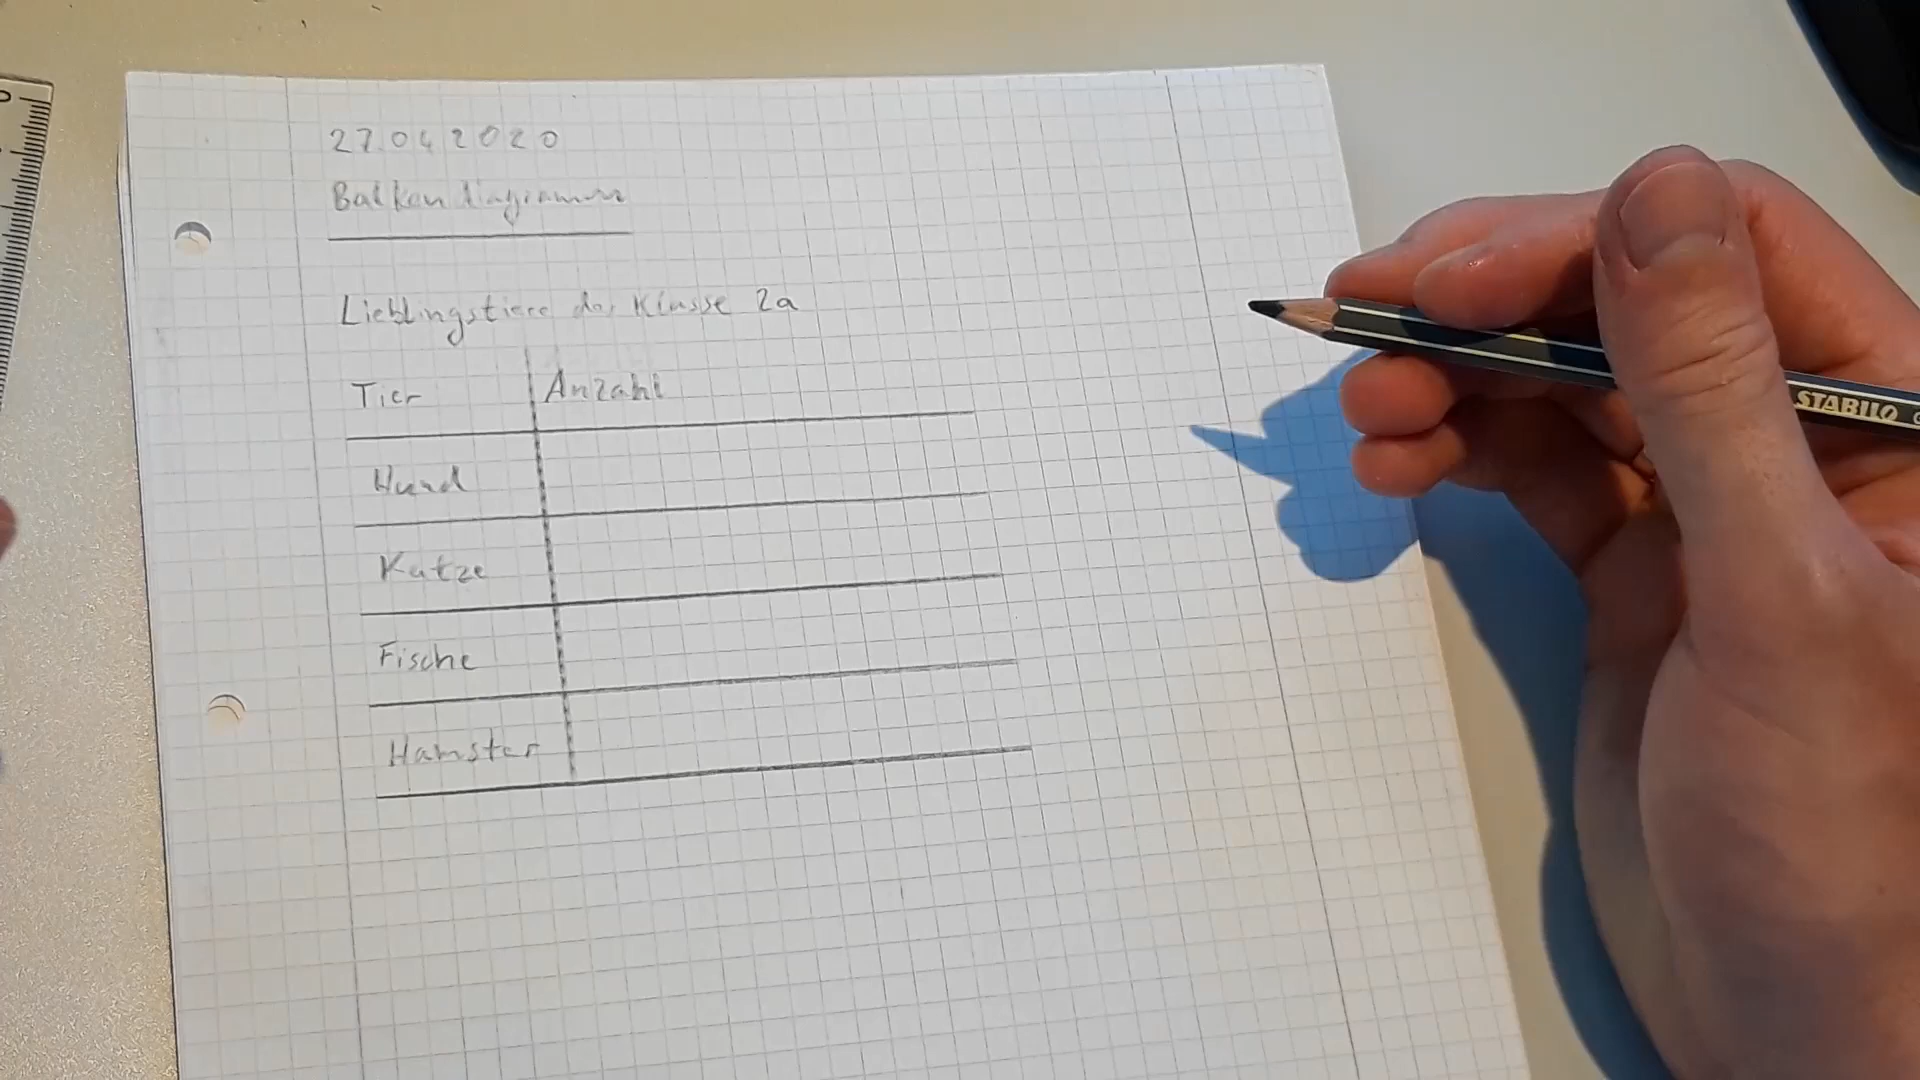 27.04.2020
Balkendiagramm
Lieblingstiere der Klasse 2a
Tier Anzahl
Hund
Katze
Fische
Hamster
STABILO